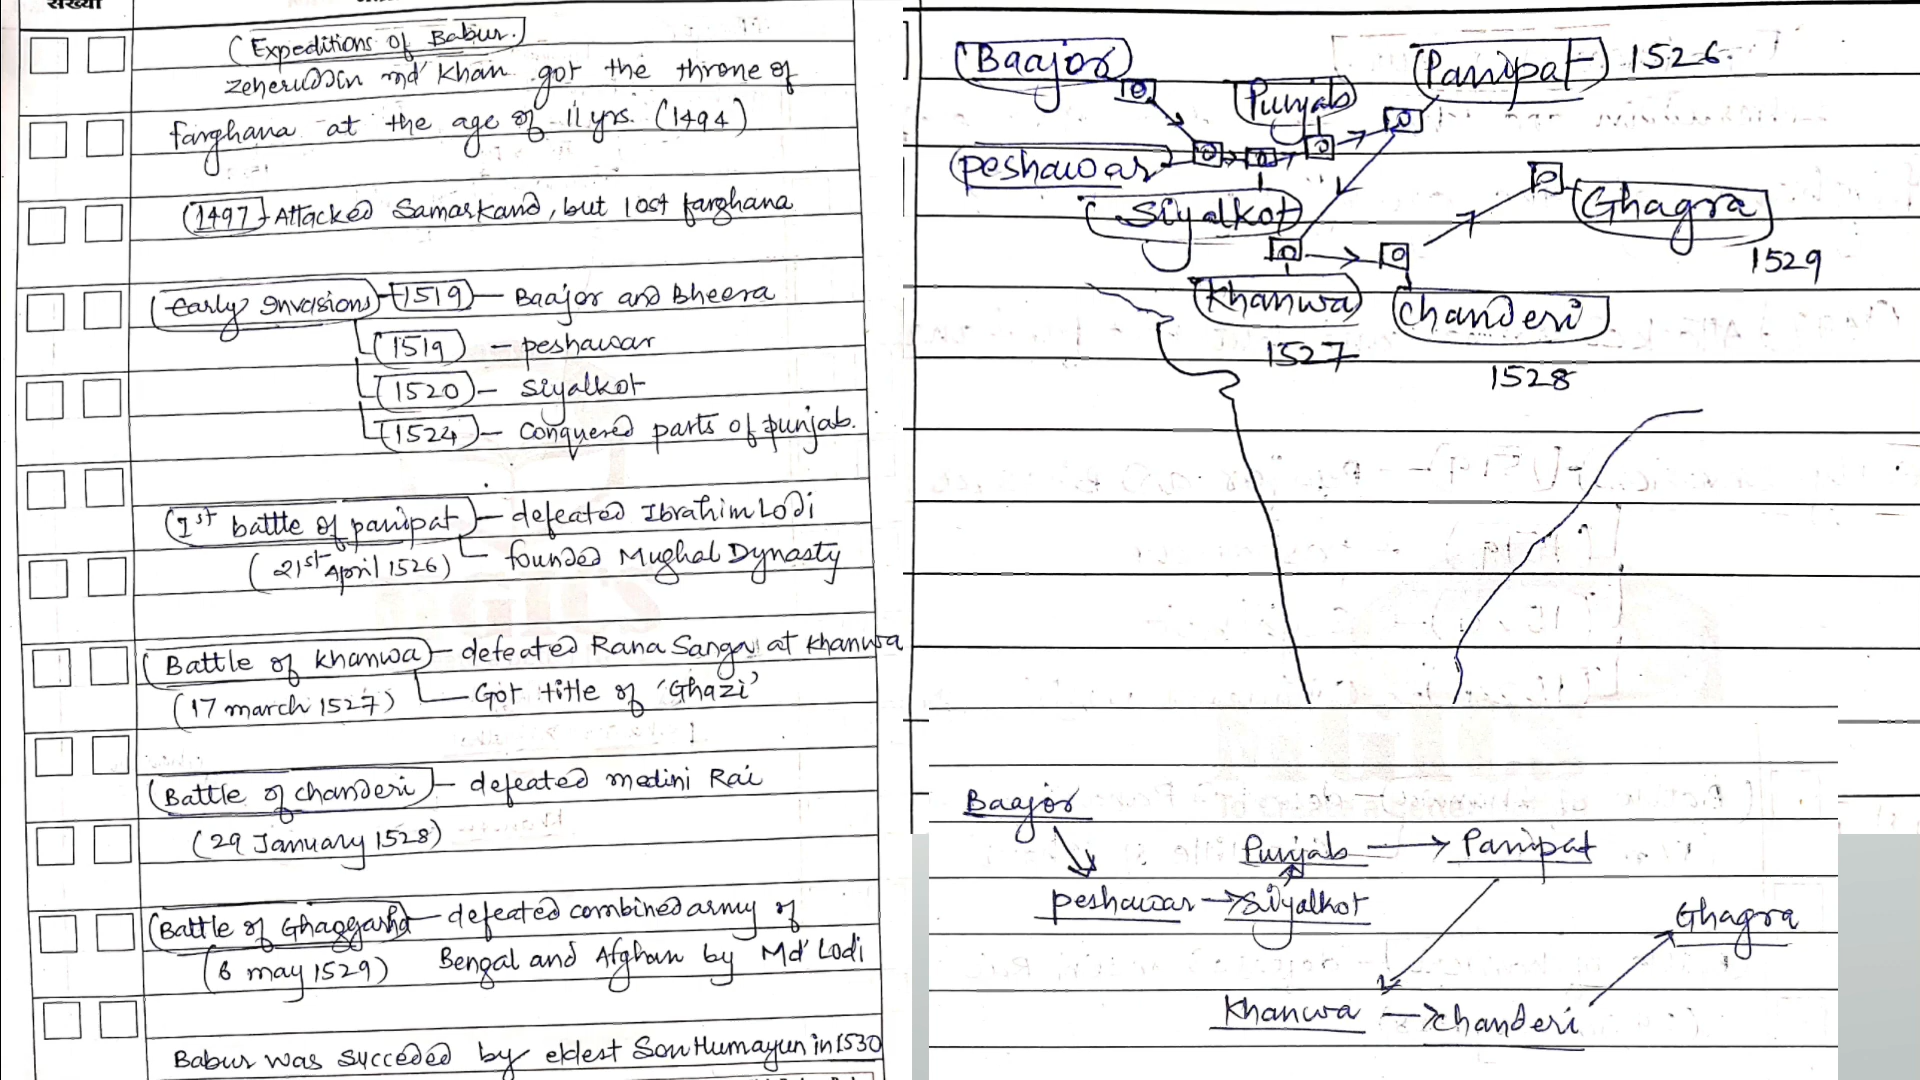 संख्या
Expeditions of Babur.
Zeheruddin md' Khan got the throne of
farghana at the age of 11 yrs. (1494)
1497 - Attacked Samarkand, but lost farghana
Early Invasions - 1519 - Baajor and Bheera
1519 - peshawar
1520 - Siyalkot
1524 - Conquered parts of punjab.
Ist battle of panipat - defeated Ibrahim Lodi
(21st April 1526) founded Mughal Dynasty
Battle of Khanwa - defeated Rana Sanga at Khanwa
(17 march 1527) Got title of 'Ghazi'
Battle of chanderi - defeated medini Rai
(29 January 1528)
Battle of - defeated combined army of
(6 may 1529) Bengal and Afghan by Md' Lodi
Babur was succeded by eldest Son Humayun in 1530
Baajor
Panipat 1526
Punjab
peshawar
Siyalkot
Ghagra
1529
Khanwa
1527
Chanderi
1528
Baajor
Punjab → Panipat
peshawar → Siyalkot
Ghagra
Khanwa → chanderi